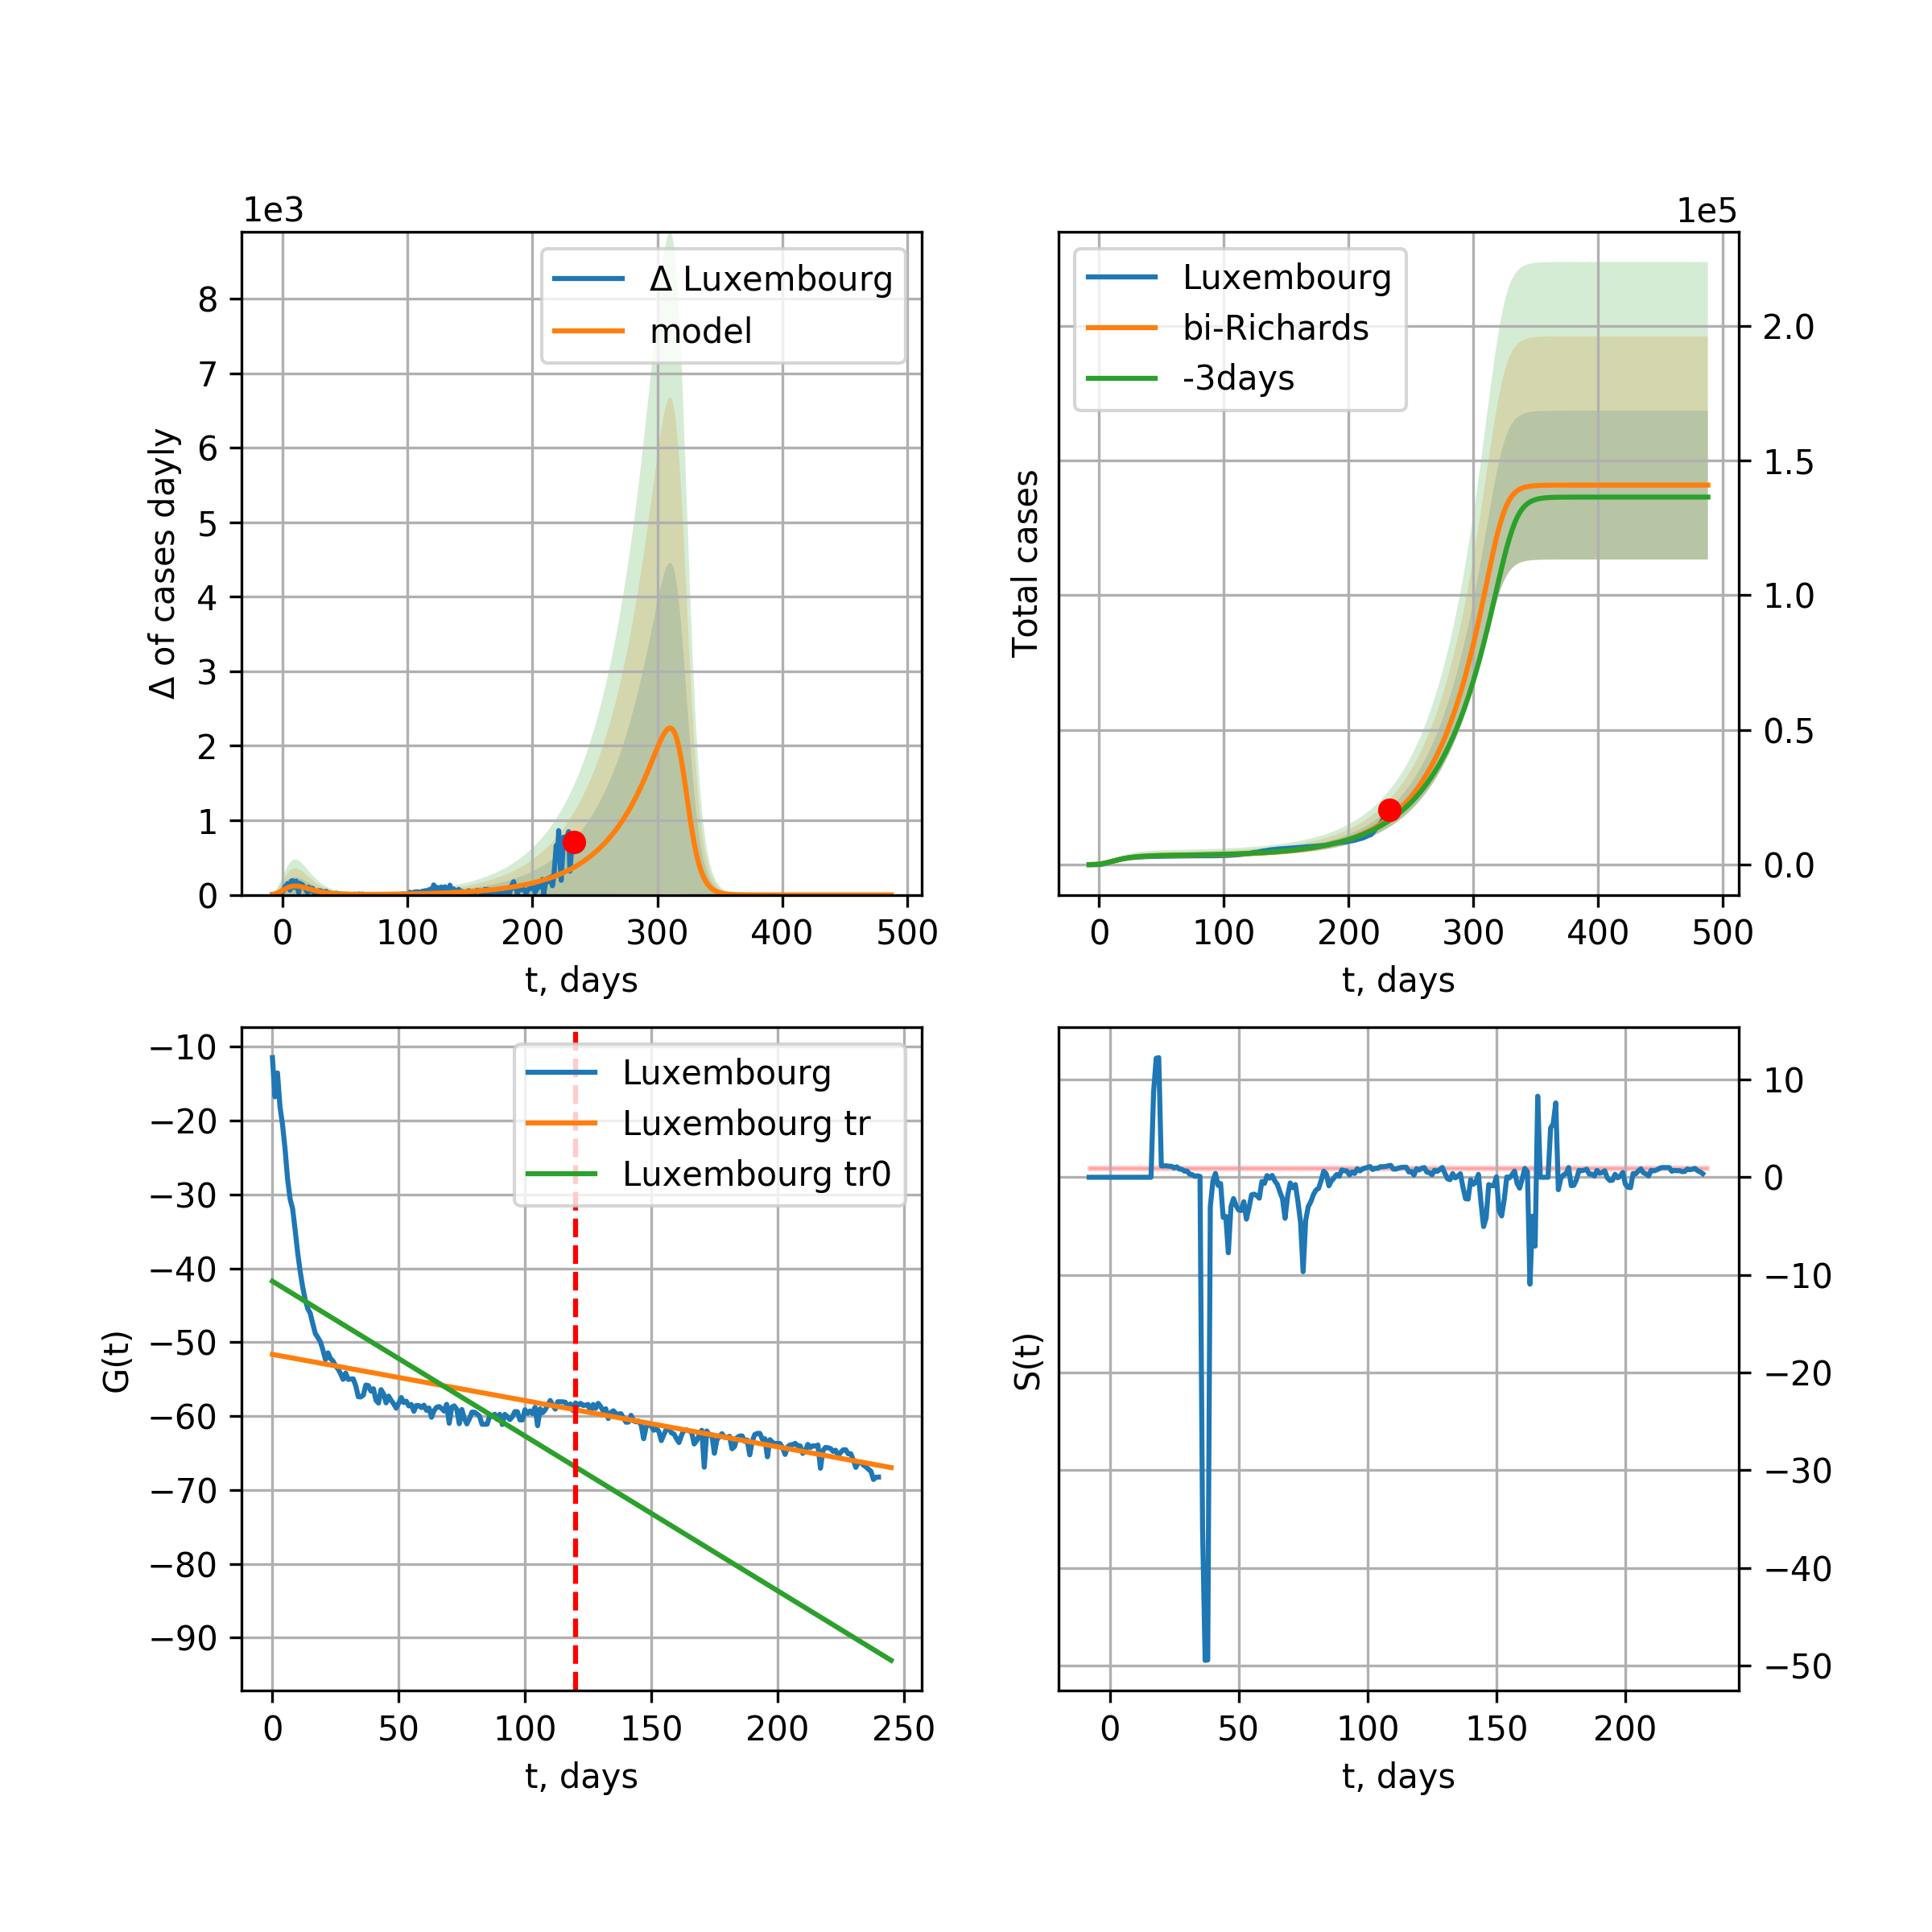 1e3
Δ of cases dayly
8
7
6
5
4
3
2
1
0
0 100 200 300 400 500
t, days
Δ Luxembourg
model
1e5
Total cases
2.0
1.5
1.0
0.5
0.0
0 100 200 300 400 500
t, days
Luxembourg
bi-Richards
-3days
G(t)
−10
−20
−30
−40
−50
−60
−70
−80
−90
0 50 100 150 200 250
t, days
Luxembourg
Luxembourg tr
Luxembourg tr0
S(t)
10
0
−10
−20
−30
−40
−50
0 50 100 150 200
t, days